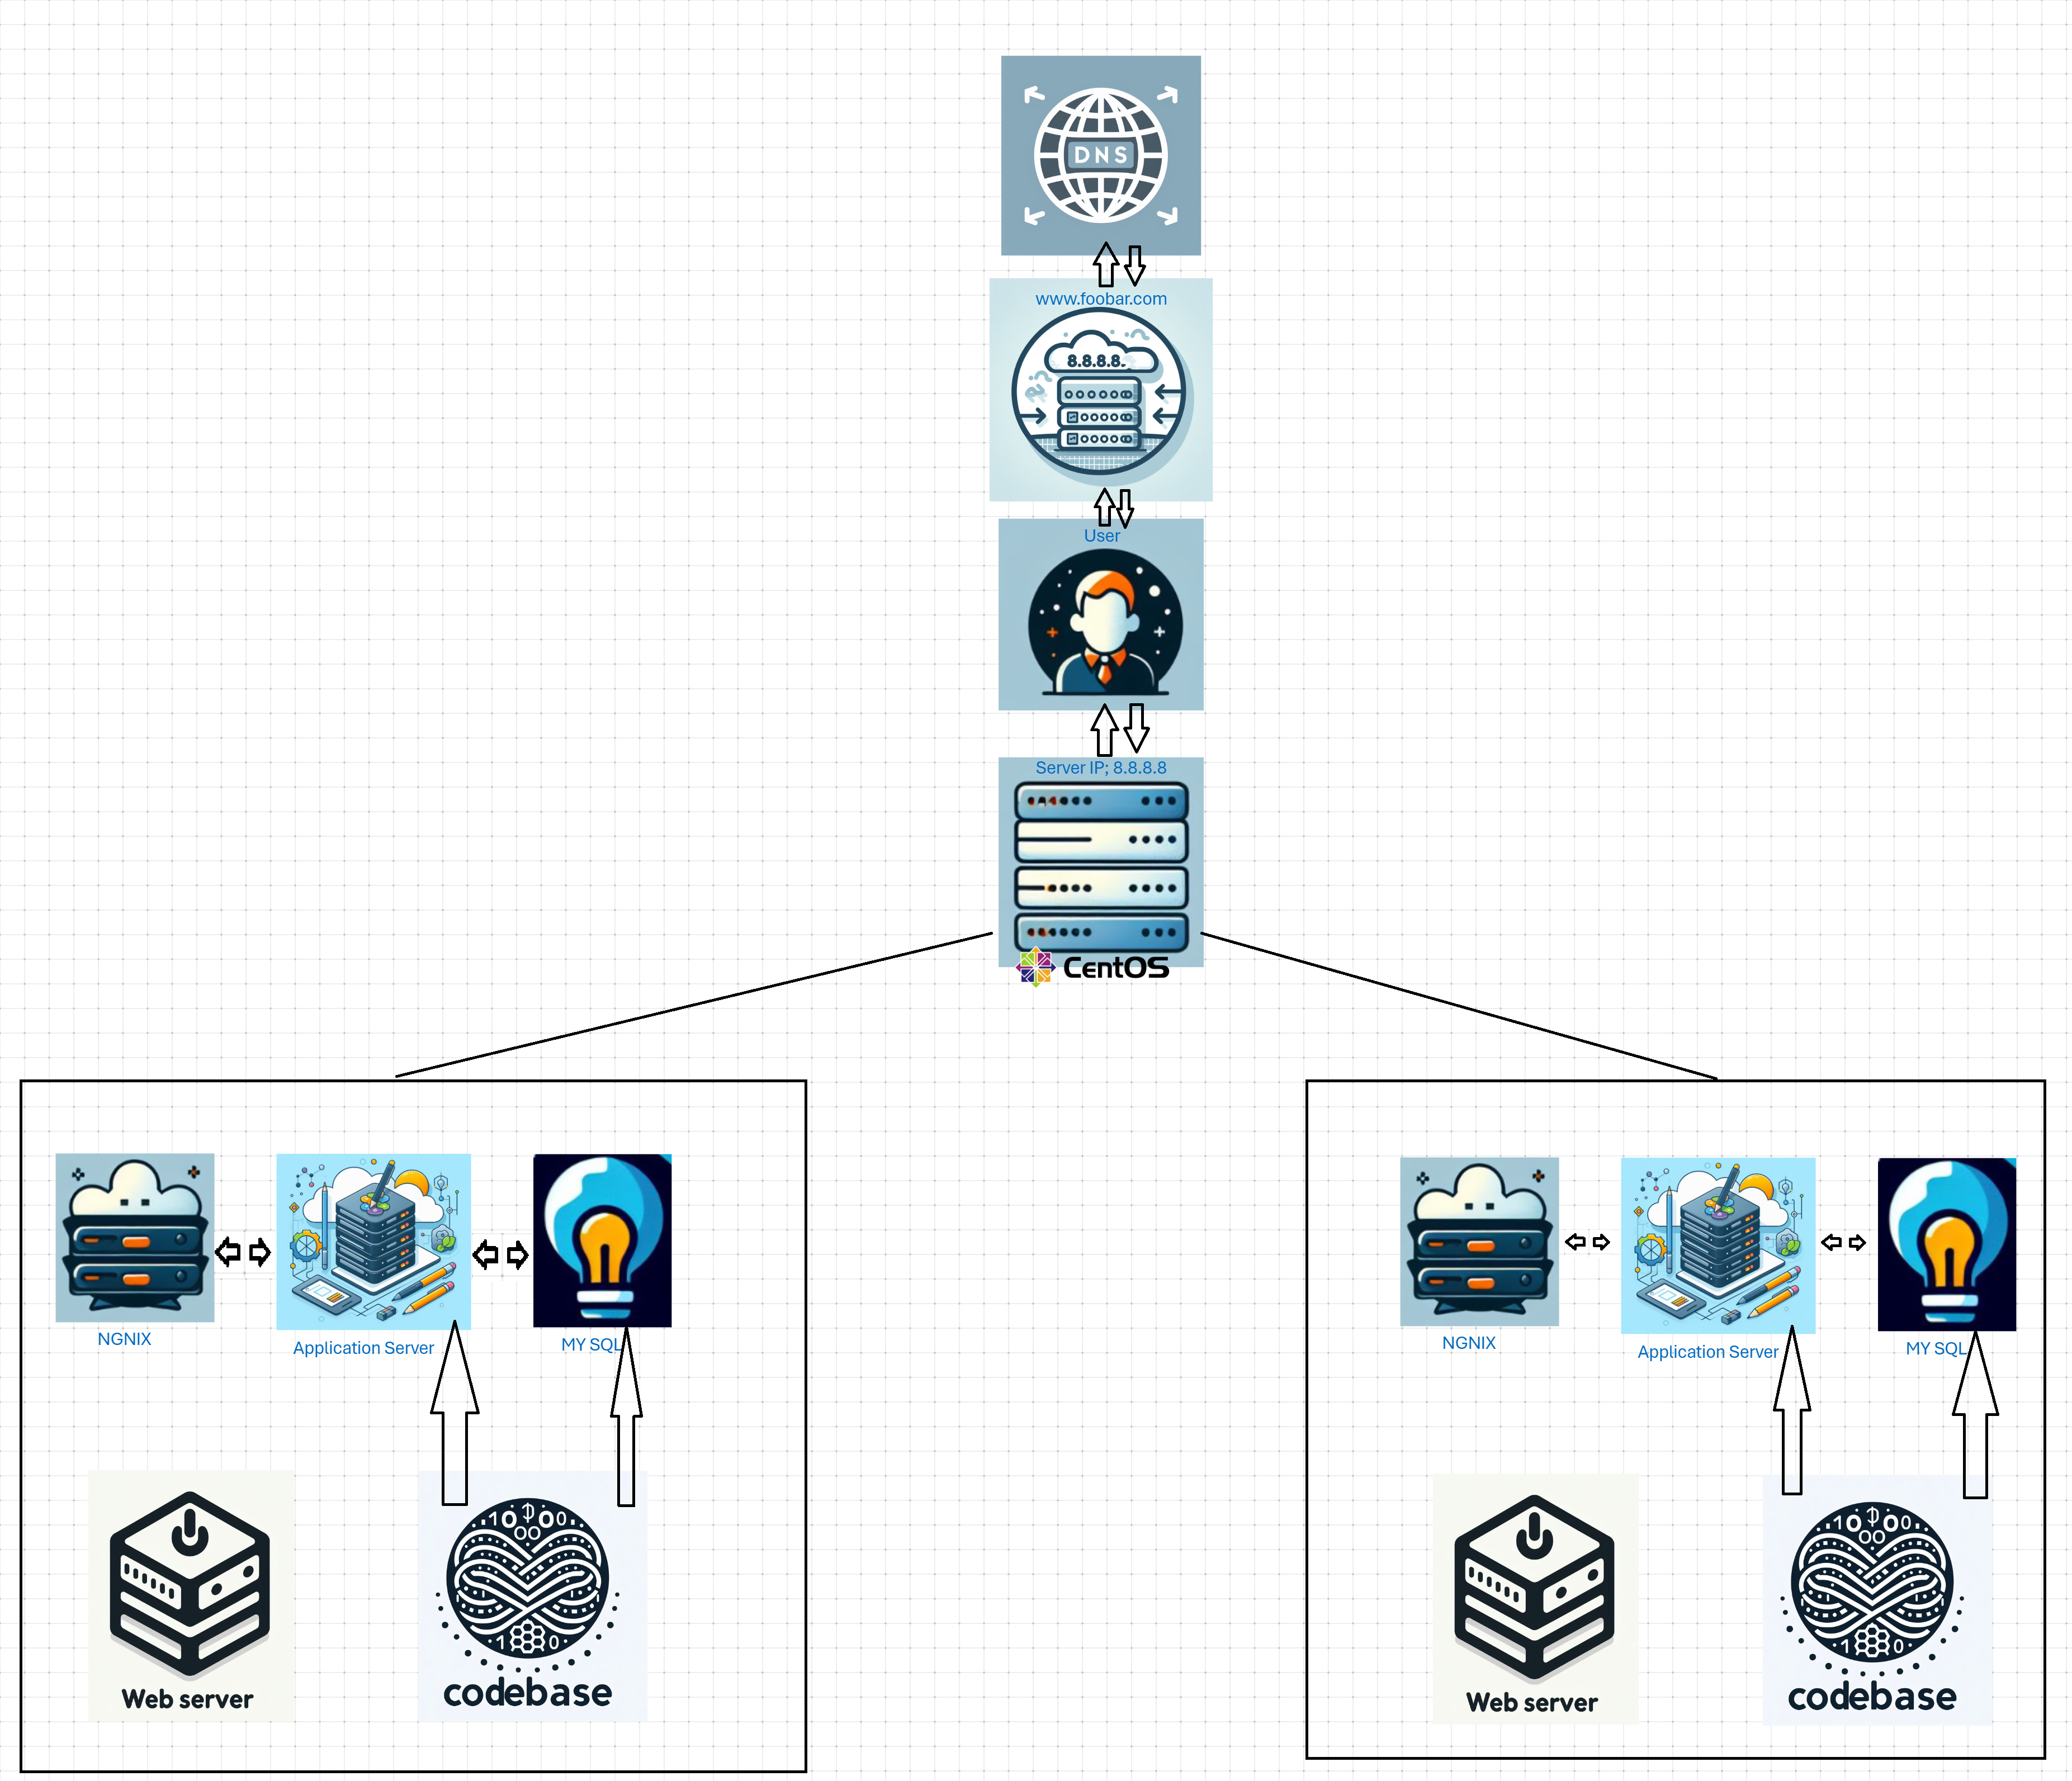 DNS
www.foobar.com
8.8.8.8.
User
Server IP; 8.8.8.8
CentOS
NGNIX
Application Server
MY SQL
Web server
codebase
NGNIX
Application Server
MY SQL
Web server
codebase